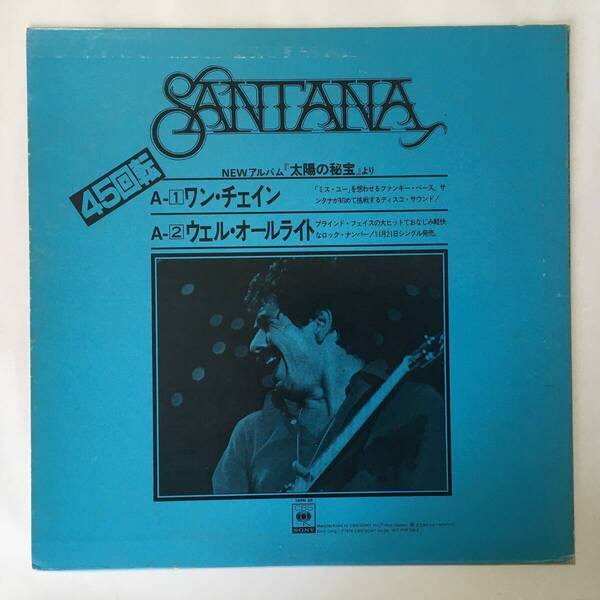 SANTANA
45回転
NEWアルバム『太陽の秘宝』より
A-1 ワン・チェイン
「ミス・ユー」を想わせるファンキー・ベース。サ
ンタナが初めて挑戦するディスコ・サウンド!
A-2 ウェル・オールライト
ブラインド・フェイスの大ヒットでおなじみ軽快
なロック・ナンバー!11月21日シングル発売。
CBS
SONY